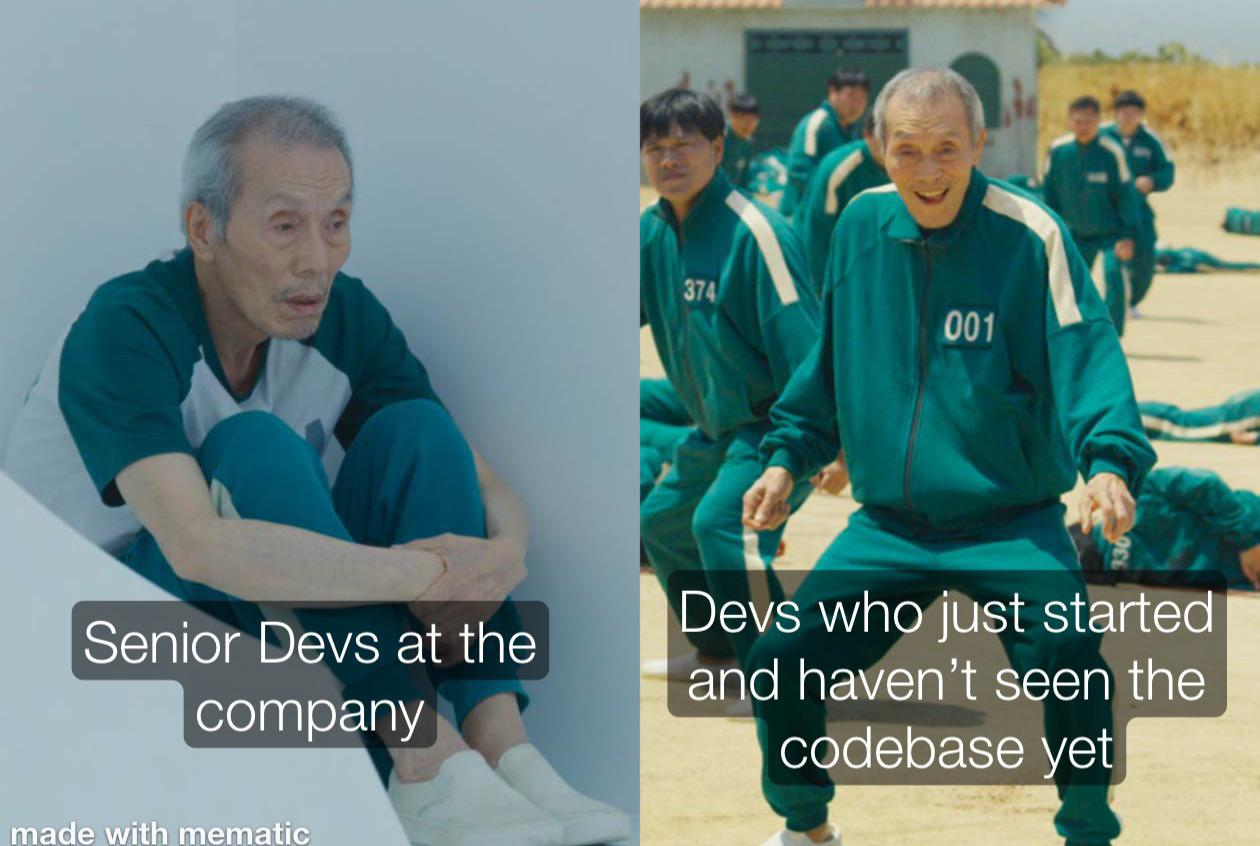 374
001
330
Senior Devs at the
company
Devs who just started
and haven’t seen the
codebase yet
made with mematic